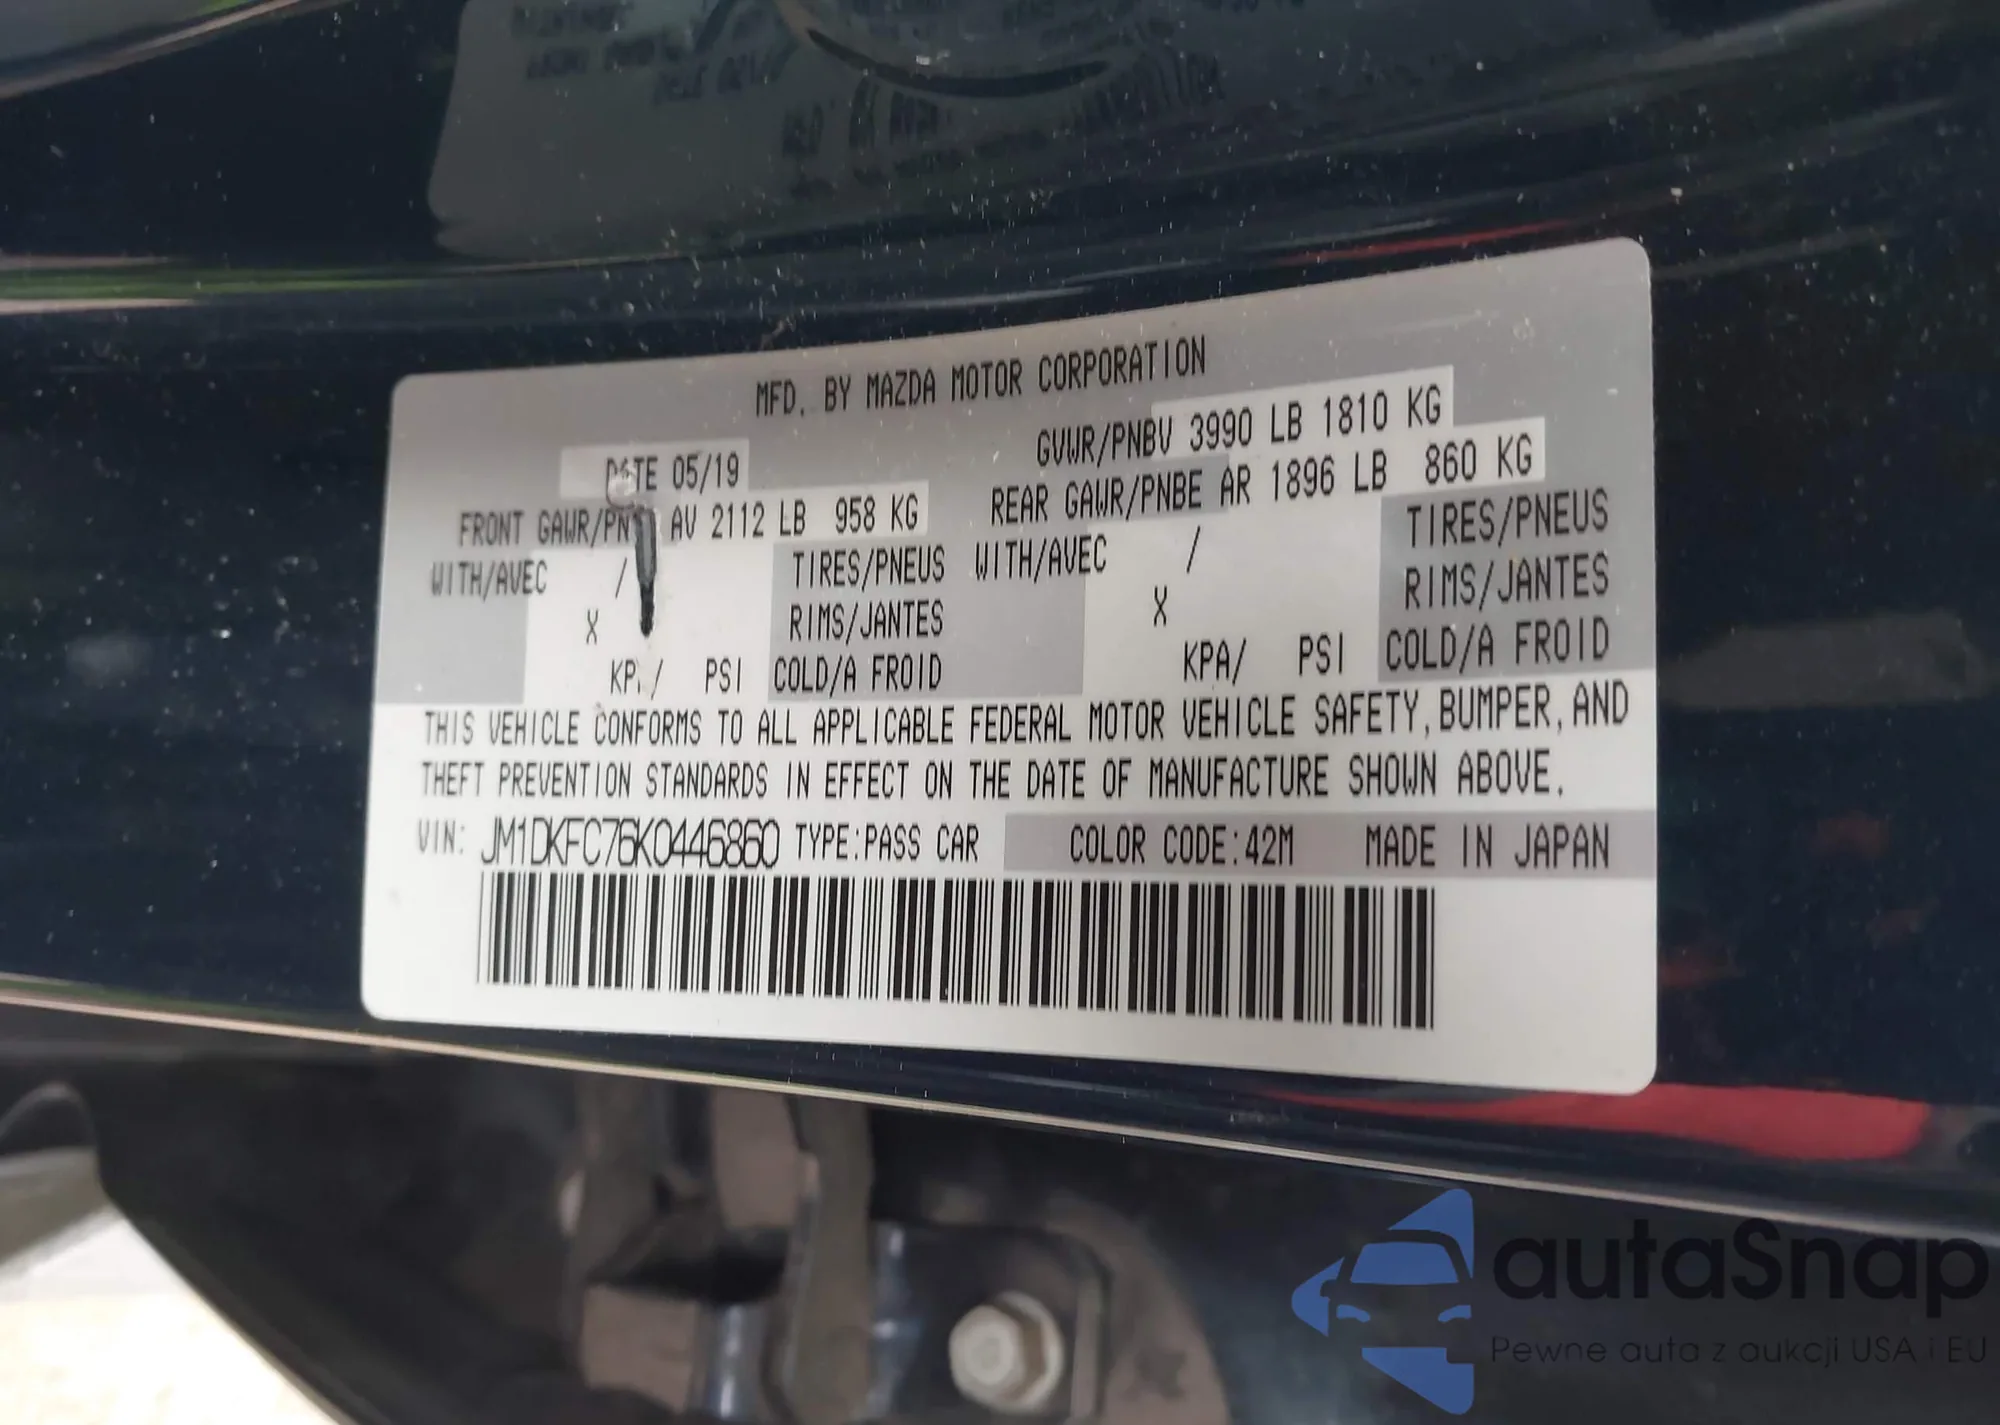 MFD. BY MAZDA MOTOR CORPORATION
GVWR/PNBV 3990 LB 1810 KG
DATE 05/19
REAR GAWR/PNBE AR 1896 LB 860 KG
FRONT GAWR/PN AV 2112 LB 958 KG
WITH/AVEC / TIRES/PNEUS WITH/AVEC / TIRES/PNEUS
X RIMS/JANTES X RIMS/JANTES
KP / PSI COLD/A FROID KPA/ PSI COLD/A FROID
THIS VEHICLE CONFORMS TO ALL APPLICABLE FEDERAL MOTOR VEHICLE SAFETY, BUMPER, AND
THEFT PREVENTION STANDARDS IN EFFECT ON THE DATE OF MANUFACTURE SHOWN ABOVE.
VIN: JM1DKFC76K0446860 TYPE:PASS CAR COLOR CODE:42M MADE IN JAPAN
autaSnap
Pewne auta z aukcji USA i EU